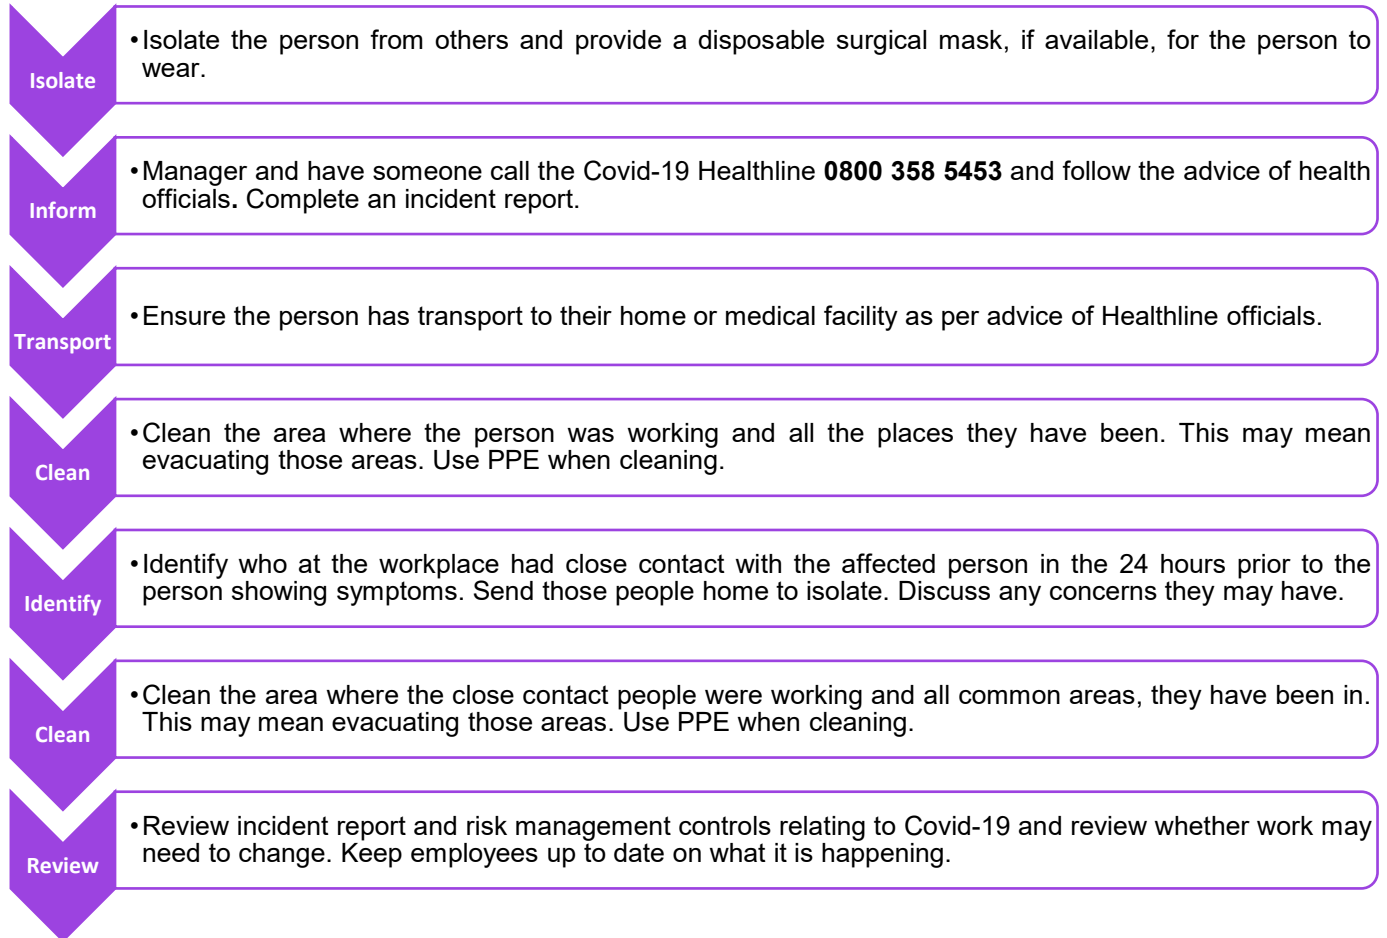 Isolate
•Isolate the person from others and provide a disposable surgical mask, if available, for the person to
wear.
Inform
•Manager and have someone call the Covid-19 Healthline 0800 358 5453 and follow the advice of health
officials. Complete an incident report.
Transport
•Ensure the person has transport to their home or medical facility as per advice of Healthline officials.
Clean
•Clean the area where the person was working and all the places they have been. This may mean
evacuating those areas. Use PPE when cleaning.
Identify
•Identify who at the workplace had close contact with the affected person in the 24 hours prior to the
person showing symptoms. Send those people home to isolate. Discuss any concerns they may have.
Clean
•Clean the area where the close contact people were working and all common areas, they have been in.
This may mean evacuating those areas. Use PPE when cleaning.
Review
•Review incident report and risk management controls relating to Covid-19 and review whether work may
need to change. Keep employees up to date on what it is happening.